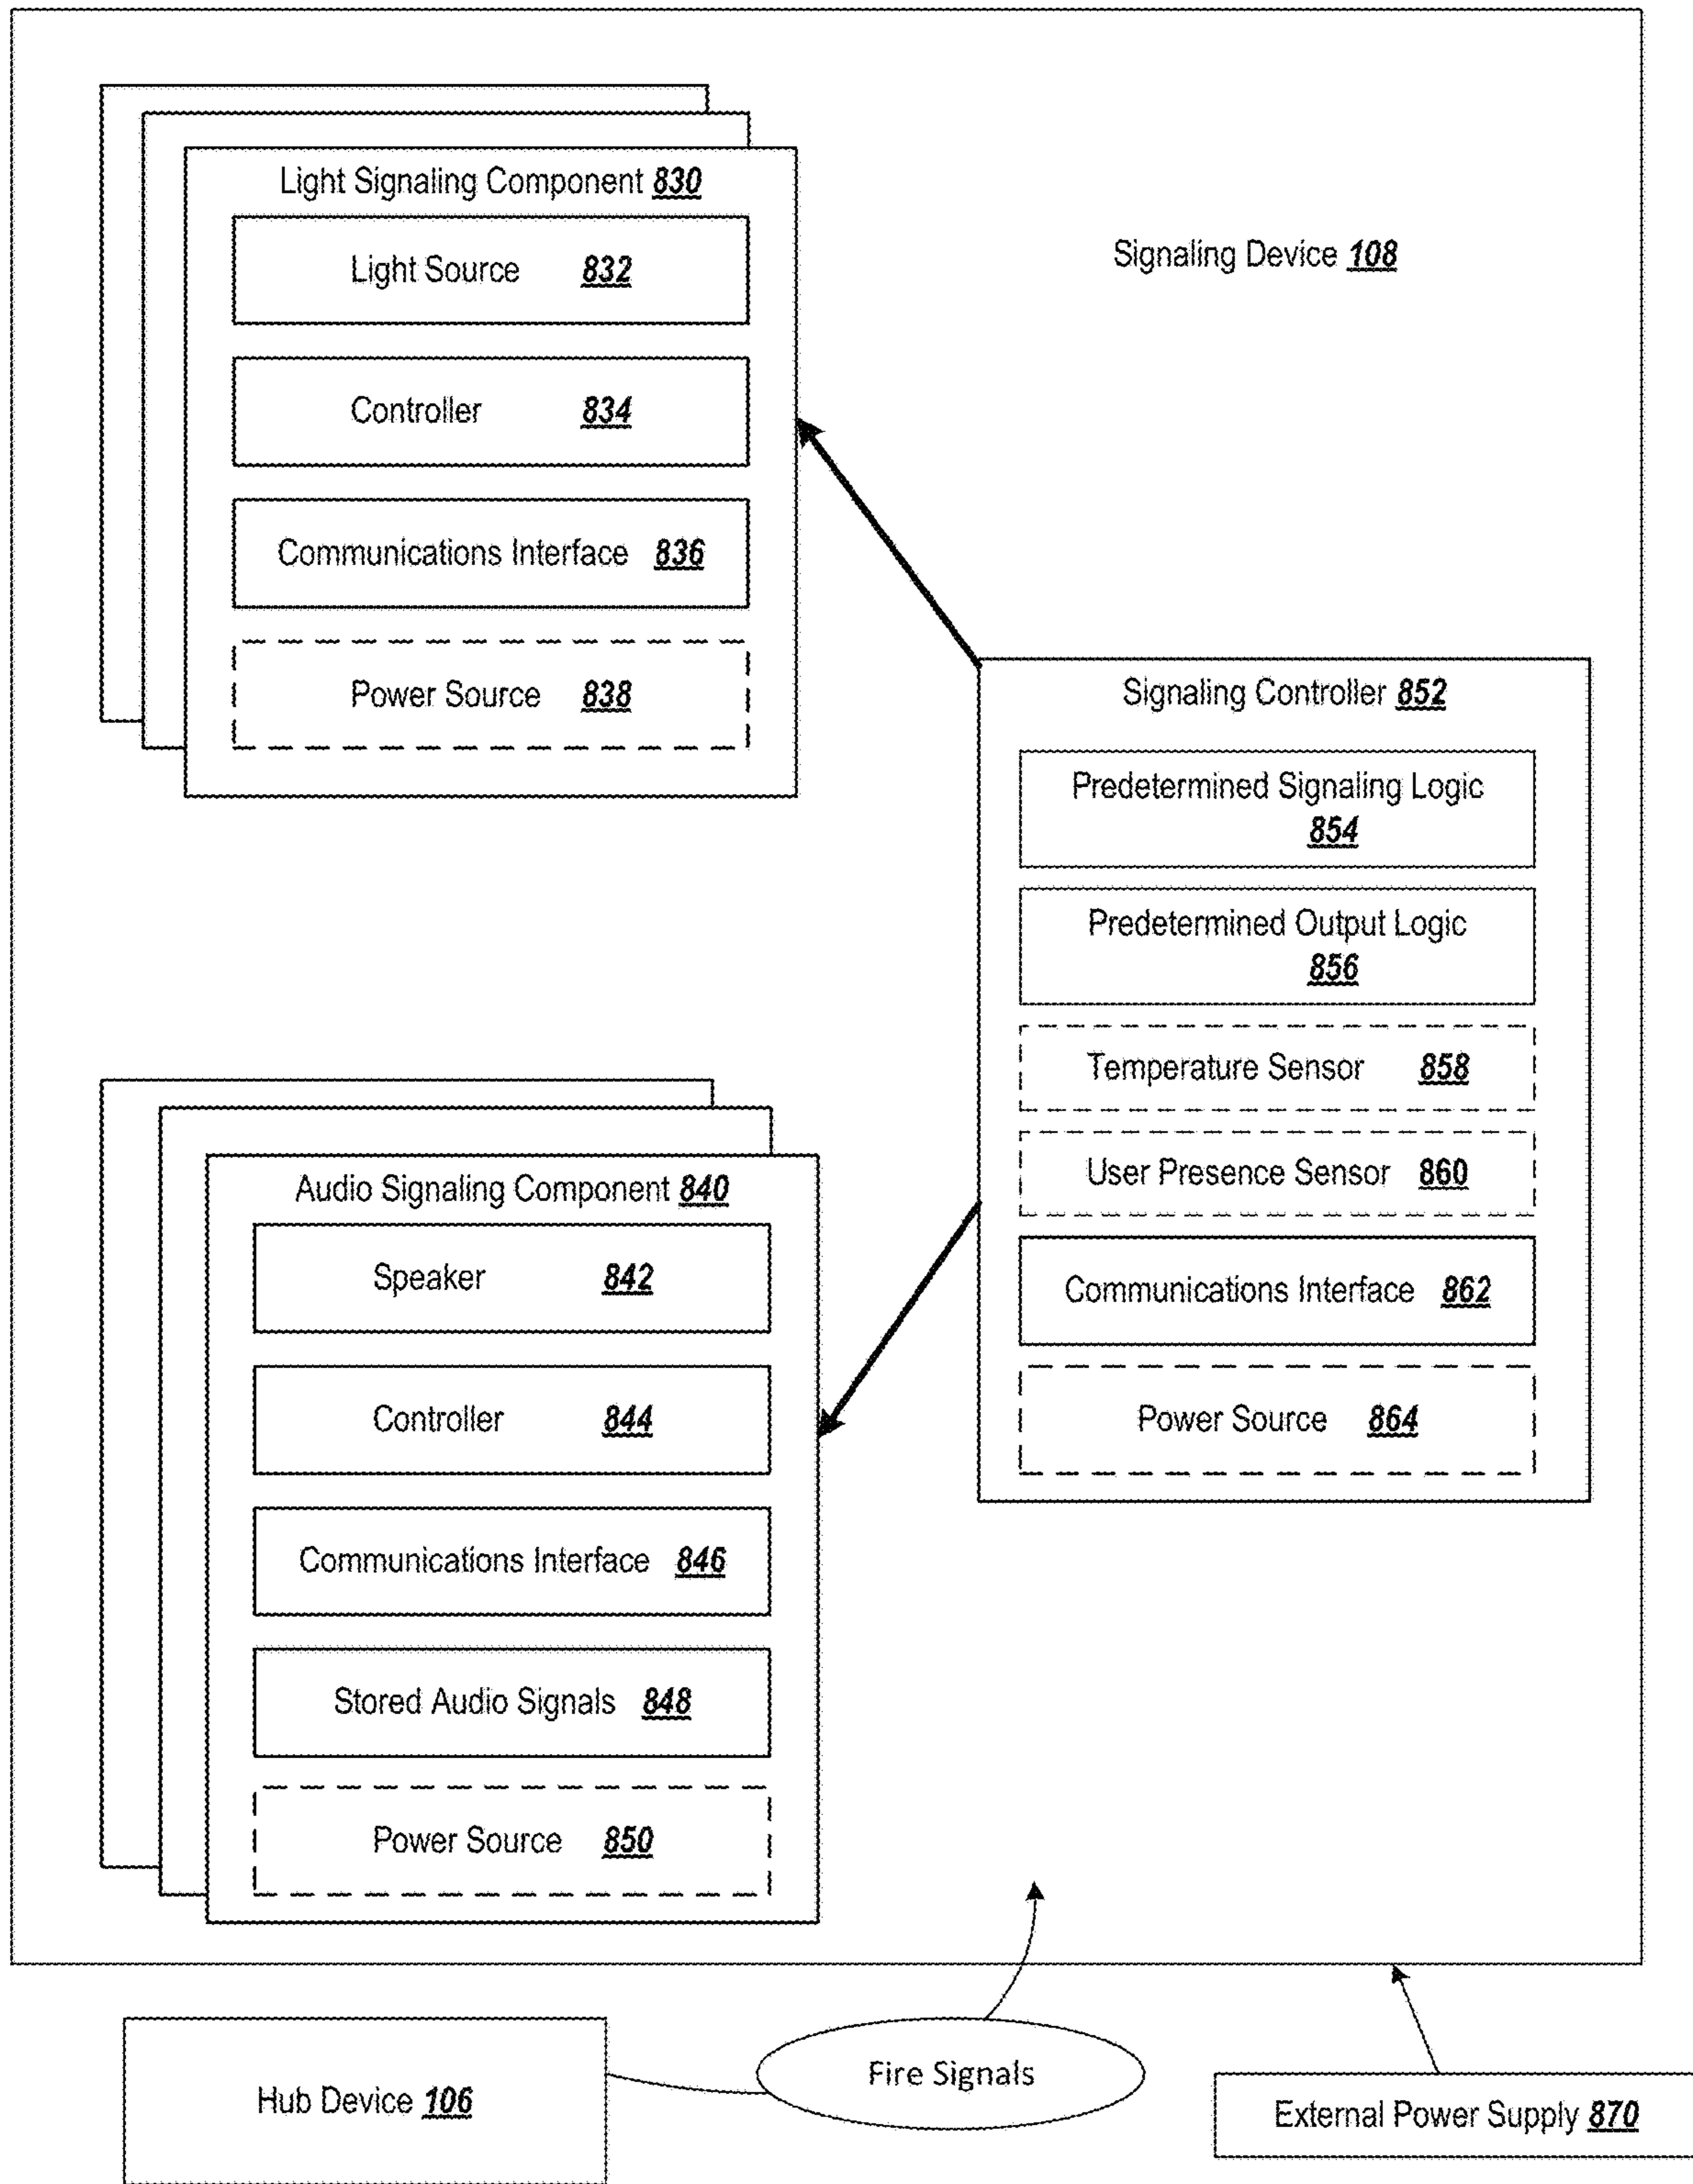 Light Signaling Component 830
Light Source 832
Controller 834
Communications Interface 836
Power Source 838
Signaling Device 108
Signaling Controller 852
Predetermined Signaling Logic
854
Predetermined Output Logic
856
Temperature Sensor 858
User Presence Sensor 860
Communications Interface 862
Power Source 864
Audio Signaling Component 840
Speaker 842
Controller 844
Communications Interface 846
Stored Audio Signals 848
Power Source 850
Hub Device 106
Fire Signals
External Power Supply 870